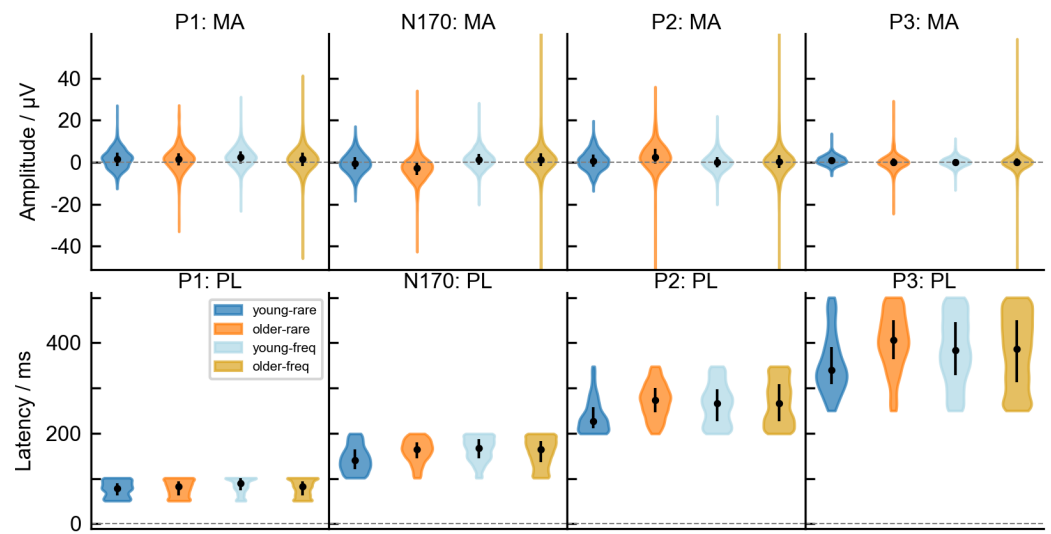 P1: MA
N170: MA
P2: MA
P3: MA
Amplitude / µV
40
20
0
-20
-40
P1: PL
N170: PL
P2: PL
P3: PL
Latency / ms
400
200
0
young-rare
older-rare
young-freq
older-freq